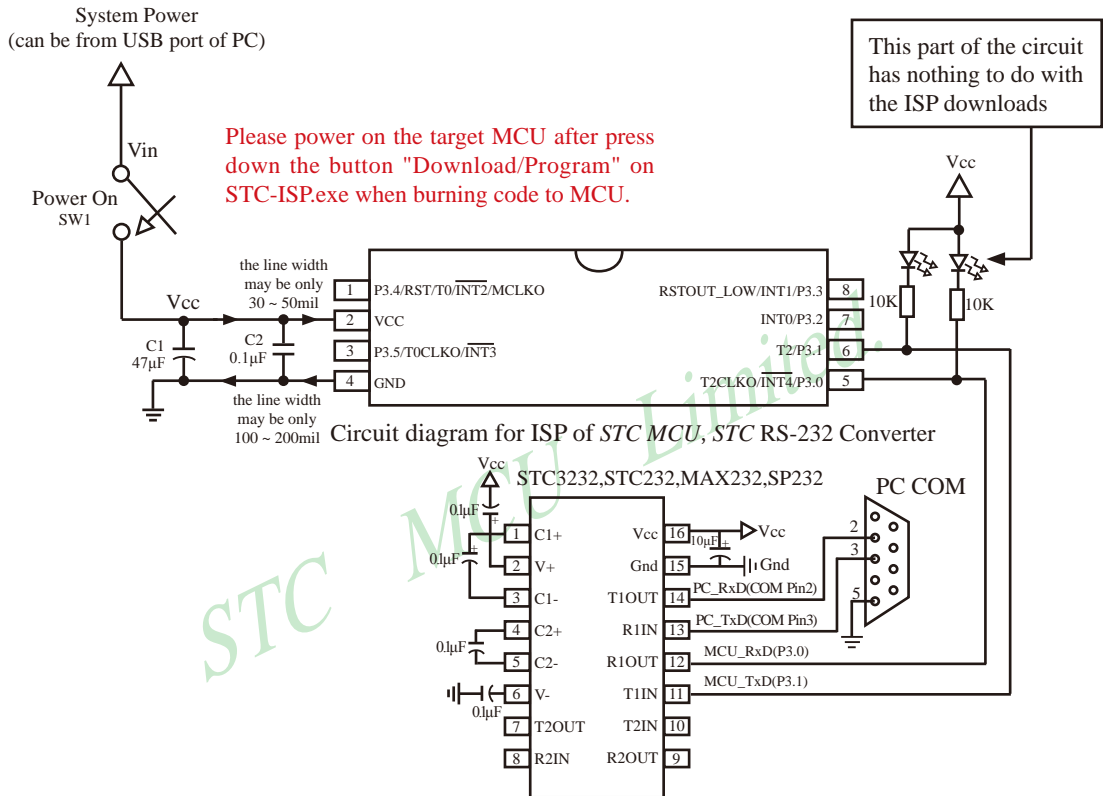 System Power
(can be from USB port of PC)
Vin
Power On
SW1
Please power on the target MCU after press
down the button "Download/Program" on
STC-ISP.exe when burning code to MCU.
This part of the circuit
has nothing to do with
the ISP downloads
Vcc
10K
10K
the line width
may be only
30 ~ 50mil
Vcc
C1
47μF
C2
0.1μF
the line width
may be only
100 ~ 200mil
1 P3.4/RST/T0/INT2/MCLKO
2 VCC
3 P3.5/T0CLKO/INT3
4 GND
RSTOUT_LOW/INT1/P3.3 8
INT0/P3.2 7
T2/P3.1 6
T2CLKO/INT4/P3.0 5
Circuit diagram for ISP of STC MCU, STC RS-232 Converter
STC3232,STC232,MAX232,SP232
Vcc
0.1μF
+
0.1μF
+
0.1μF
0.1μF
1 C1+
2 V+
3 C1-
4 C2+
5 C2-
6 V-
7 T2OUT
8 R2IN
Vcc 16
Gnd 15
T1OUT 14
R1IN 13
R1OUT 12
T1IN 11
T2IN 10
R2OUT 9
Vcc
10μF
+
Gnd
PC_RxD(COM Pin2)
PC_TxD(COM Pin3)
MCU_RxD(P3.0)
MCU_TxD(P3.1)
PC COM
2
3
5
STC MCU Limited.